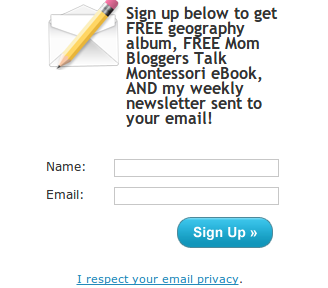 Sign up below to get
FREE geography
album, FREE Mom
Bloggers Talk
Montessori eBook,
AND my weekly
newsletter sent to
your email!
Name:
Email:
Sign Up »
I respect your email privacy.